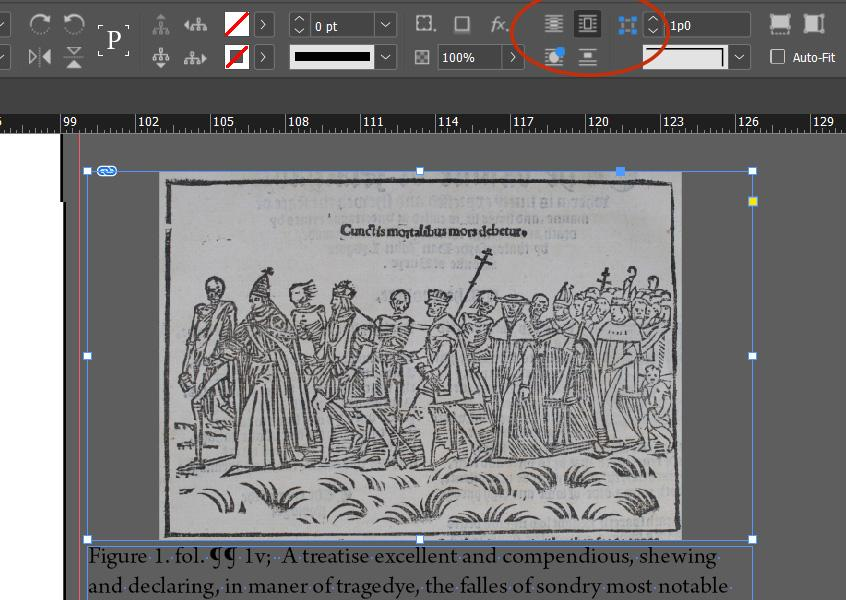 P
0 pt
fx.
1p0
100%
Auto-Fit
99 102 105 108 111 114 117 120 123 126 129
Cunctis mortalibus mors debetur.
Figure 1. fol. ¶¶ 1v; A treatise excellent and compendious, shewing
and declaring, in maner of tragedye, the falles of sondry most notable